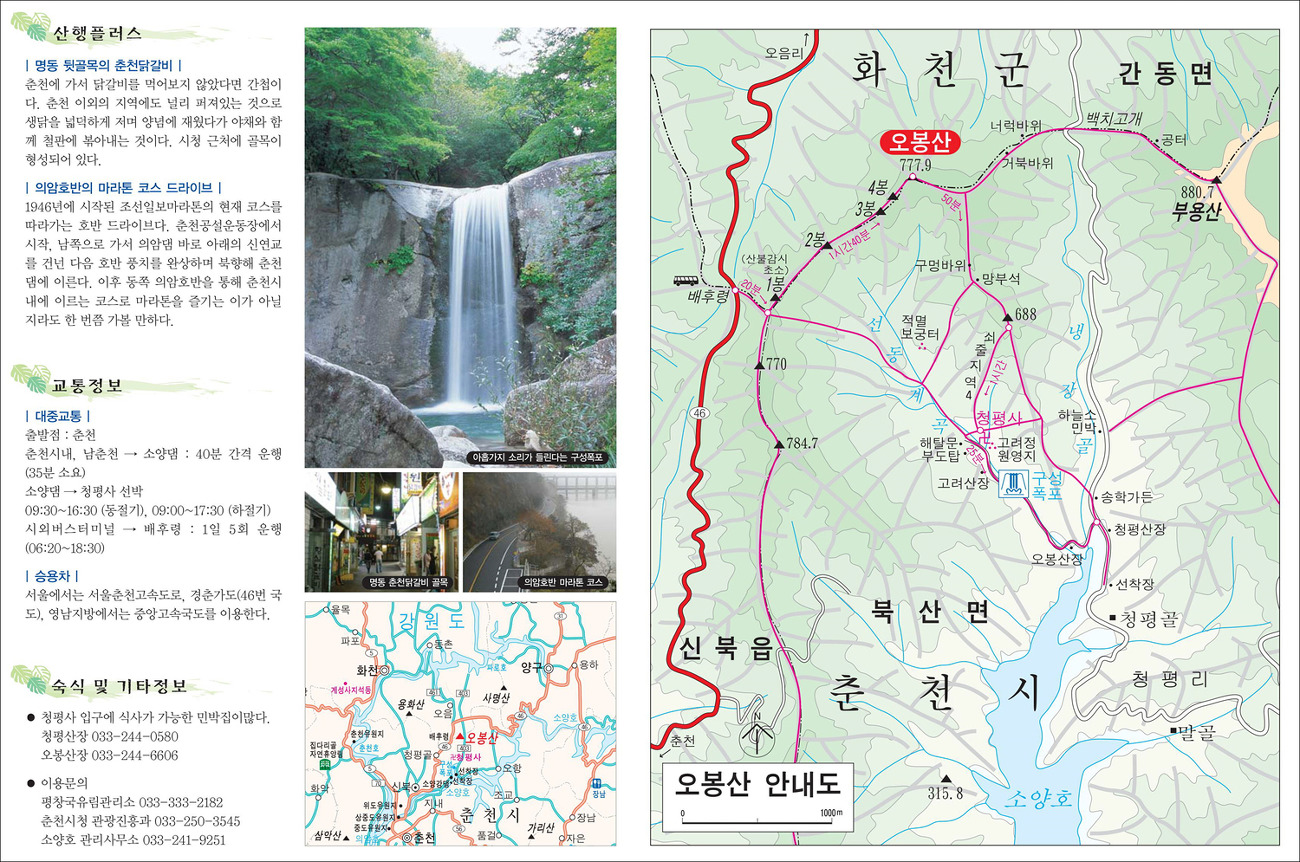 산행플러스
| 명동 뒷골목의 춘천닭갈비 |
춘천에 가서 닭갈비를 먹어보지 않았다면 간첩이
다. 춘천 이외의 지역에도 널리 퍼져있는 것으로
생닭을 넓덕하게 저며 양념에 재웠다가 야채와 함
께 철판에 볶아내는 것이다. 시청 근처에 골목이
형성되어 있다.
| 의암호반의 마라톤 코스 드라이브 |
1946년에 시작된 조선일보마라톤의 현재 코스를
따라가는 호반 드라이브다. 춘천공설운동장에서
시작, 남쪽으로 가서 의암댐 바로 아래의 신연교
를 건넌 다음 호반 풍치를 완상하며 북향해 춘천
댐에 이른다. 이후 동쪽 의암호반을 통해 춘천시
내에 이르는 코스로 마라톤을 즐기는 이가 아닐
지라도 한 번쯤 가볼 만하다.
교통정보
| 대중교통 |
출발점 : 춘천
춘천시내, 남춘천 → 소양댐 : 40분 간격 운행
(35분 소요)
소양댐 → 청평사 선박
09:30~16:30 (동절기), 09:00~17:30 (하절기)
시외버스터미널 → 배후령 : 1일 5회 운행
(06:20~18:30)
| 승용차 |
서울에서는 서울춘천고속도로, 경춘가도(46번 국
도), 영남지방에서는 중앙고속국도를 이용한다.
숙식 및 기타정보
● 청평사 입구에 식사가 가능한 민박집이많다.
청평산장 033-244-0580
오봉산장 033-244-6606
● 이용문의
평창국유림관리소 033-333-2182
춘천시청 관광진흥과 033-250-3545
소양호 관리사무소 033-241-9251
아홉가지 소리가 들린다는 구성폭포
명동 춘천닭갈비 골목
의암호반 마라톤 코스
율목
강원도
파포
동촌
5
화천
파로호
양구
용하
31
계성사지석등
461
403
사명산
용화산
오음
46
소양호
춘천유원지
배후령
오봉산
46
춘천호
청평골
403
청평사
집다리골
자연휴양림
구성
폭포
선착장
오항
화악
신북
소양강댐
선착장
소양호
장남
위도유원지
지내
조교
상중도유원지
춘천시
장남
중도유원지
56
가리산
삼악산
의암호
춘천
품걸
자은
오음리
화천군
간동면
너럭바위
백치고개
오봉산
777.9
거북바위
공터
880.7
부용산
4봉
3봉
50분
2봉
1시간40분
(산불감시
초소)
1봉
20분
배후령
구멍바위
망부석
적멸
보궁터
688
쇠줄지역
4
선동계곡
냉장골
770
1시간
46
청평사
하늘소
민박
해탈문
부도탑
고려정
원영지
784.7
25분
고려산장
구성
폭포
송학가든
청평산장
오봉산장
선착장
북산면
청평골
신북읍
춘천시
청평리
말골
춘천
N
오봉산 안내도
0
1000m
315.8
소양호